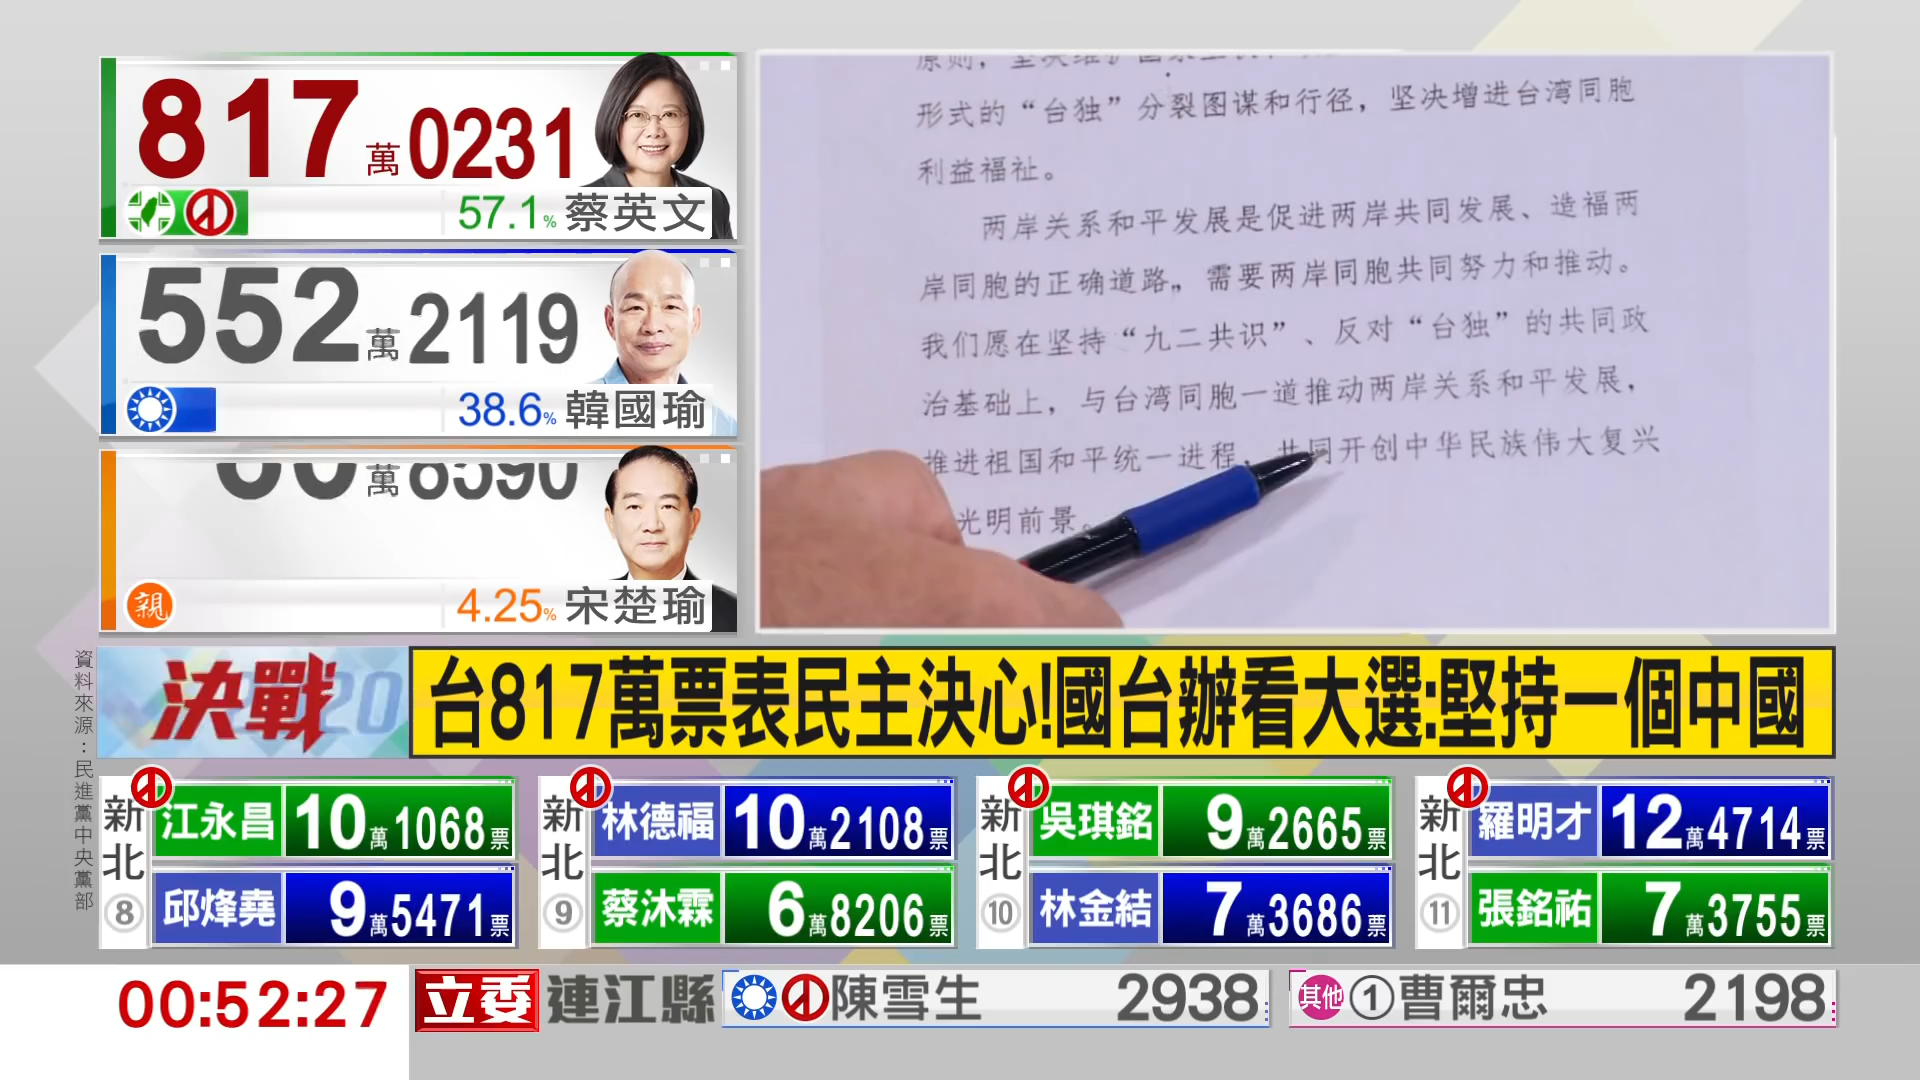 817萬0231
57.1% 蔡英文
552萬2119
38.6% 韓國瑜
萬8590
親 4.25% 宋楚瑜
形式的“台独”分裂图谋和行径，坚决增进台湾同胞
利益福祉。
两岸关系和平发展是促进两岸共同发展、造福两
岸同胞的正确道路，需要两岸同胞共同努力和推动。
我们愿在坚持“九二共识”、反对“台独”的共同政
治基础上，与台湾同胞一道推动两岸关系和平发展，
推进祖国和平统一进程，共同开创中华民族伟大复兴
光明前景。
資料來源：民進黨中央黨部
決戰 20
台817萬票表民主決心!國台辦看大選:堅持一個中國
新北8 江永昌 10萬1068票
邱烽堯 9萬5471票
新北9 林德福 10萬2108票
蔡沐霖 6萬8206票
新北10 吳琪銘 9萬2665票
林金結 7萬3686票
新北11 羅明才 12萬4714票
張銘祐 7萬3755票
00:52:27 立委 連江縣 陳雪生 2938 其他 1 曹爾忠 2198